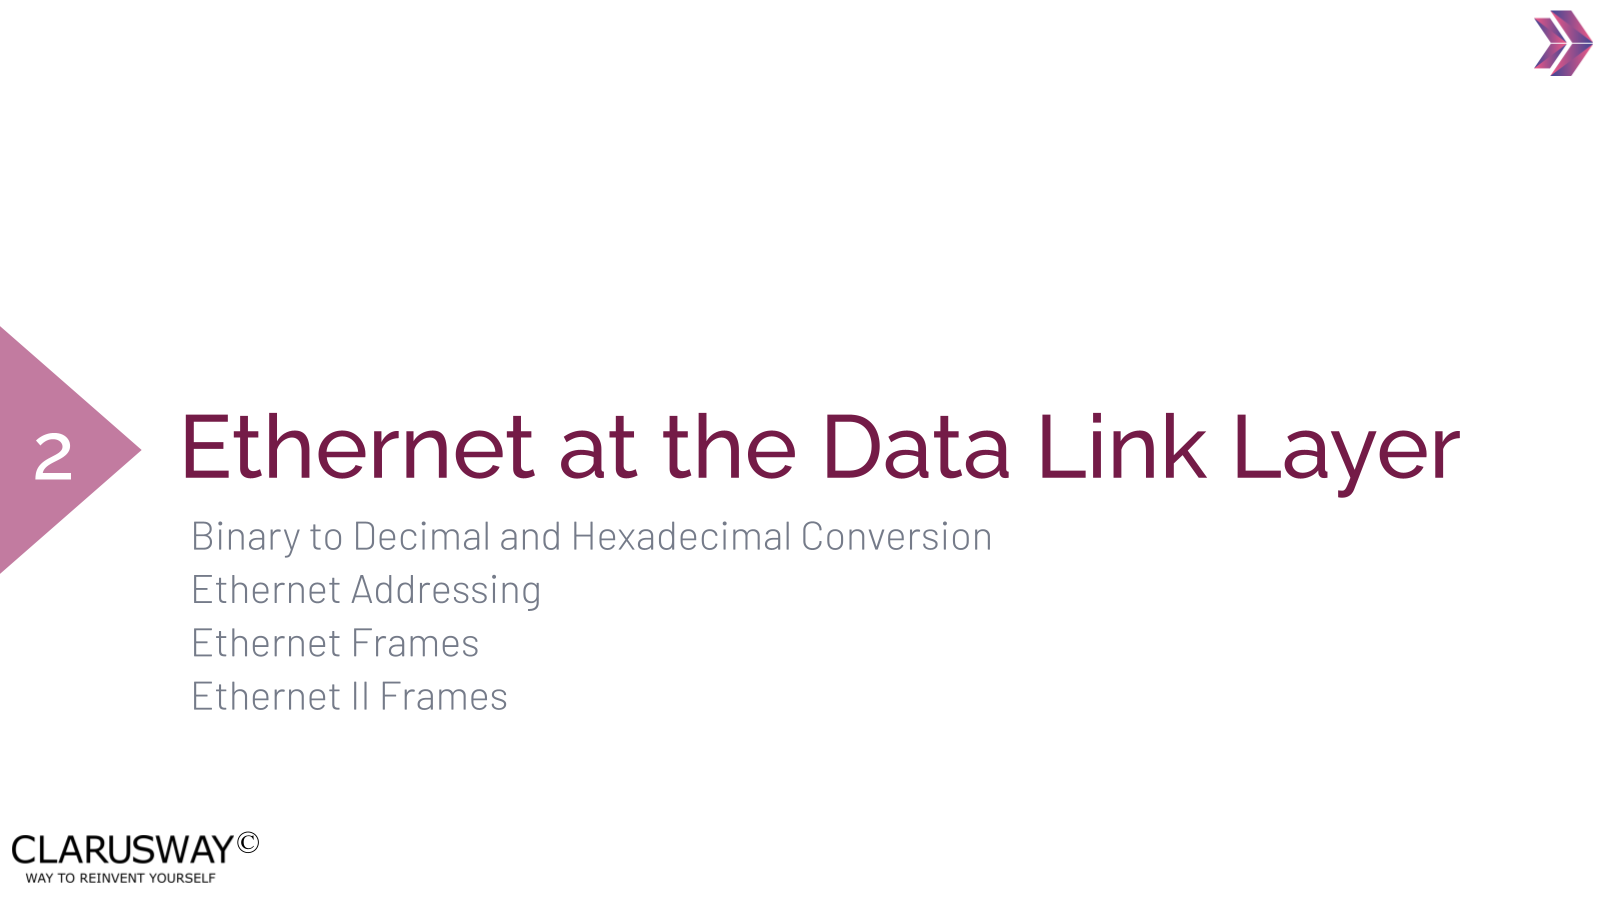 2
Ethernet at the Data Link Layer
Binary to Decimal and Hexadecimal Conversion
Ethernet Addressing
Ethernet Frames
Ethernet II Frames
CLARUSWAY©
WAY TO REINVENT YOURSELF